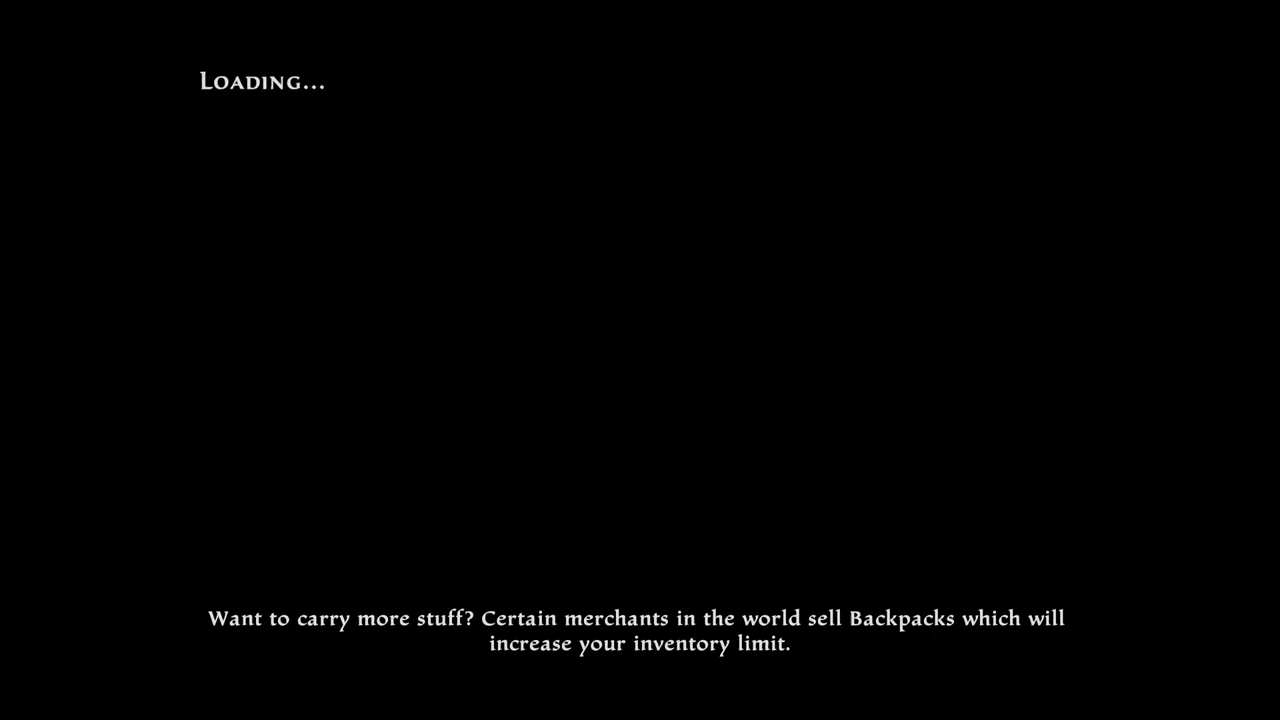 Loading...
Want to carry more stuff? Certain merchants in the world sell Backpacks which will
increase your inventory limit.